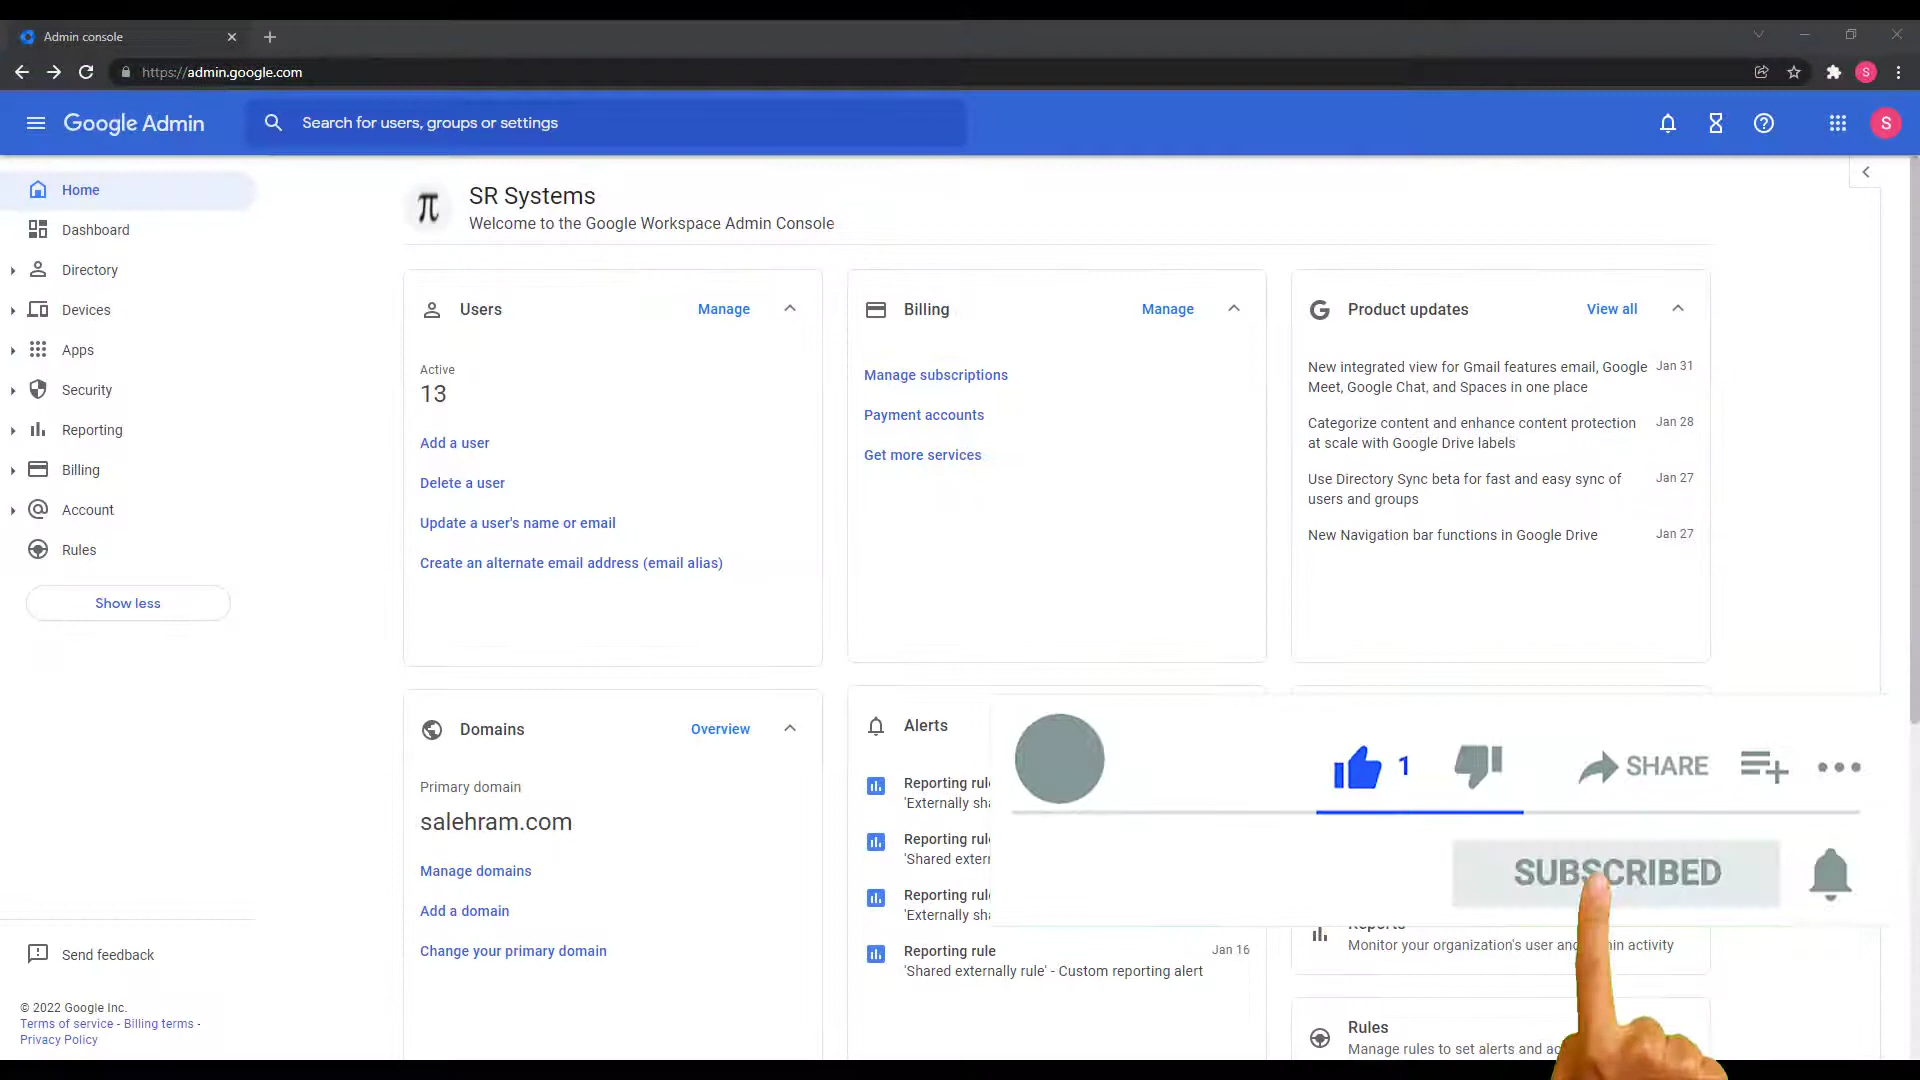 Admin console
https://admin.google.com
S
Google Admin
Search for users, groups or settings
S
Home
Dashboard
Directory
Devices
Apps
Security
Reporting
Billing
Account
Rules
Show less
Send feedback
© 2022 Google Inc.
Terms of service - Billing terms -
Privacy Policy
π
SR Systems
Welcome to the Google Workspace Admin Console
Users
Manage
Active
13
Add a user
Delete a user
Update a user's name or email
Create an alternate email address (email alias)
Billing
Manage
Manage subscriptions
Payment accounts
Get more services
Product updates
View all
New integrated view for Gmail features email, Google Jan 31
Meet, Google Chat, and Spaces in one place
Categorize content and enhance content protection Jan 28
at scale with Google Drive labels
Use Directory Sync beta for fast and easy sync of Jan 27
users and groups
New Navigation bar functions in Google Drive Jan 27
Domains
Overview
Primary domain
salehram.com
Manage domains
Add a domain
Change your primary domain
Alerts
Reporting
'Externally
Reporting
'Shared
Reporting
'Externally
Reporting rule Jan 16
'Shared externally rule' - Custom reporting alert
1
SHARE
SUBSCRIBED
Reports
Monitor your organization's user and admin activity
Rules
Manage rules to set alerts and